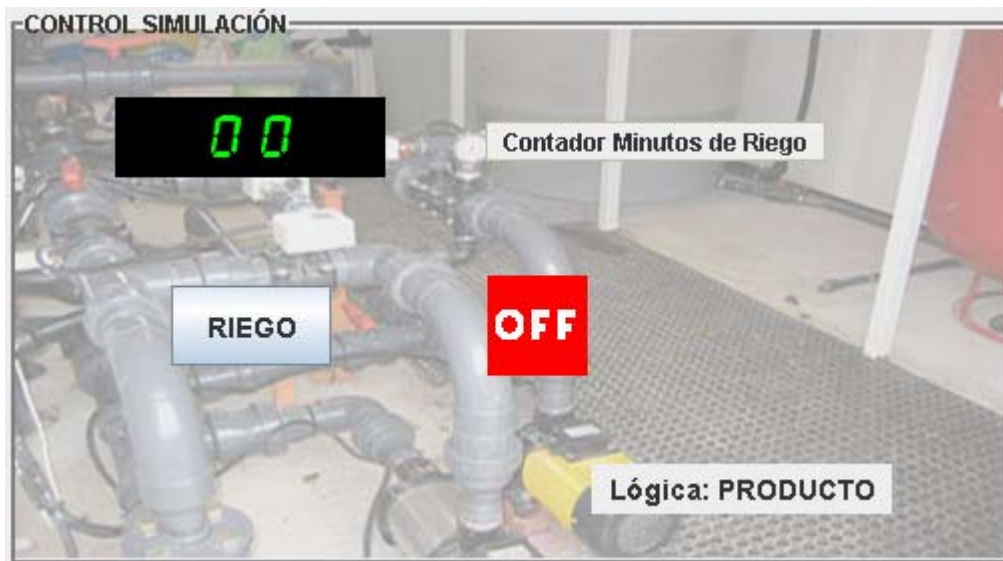 CONTROL SIMULACIÓN
00
Contador Minutos de Riego
RIEGO
OFF
Lógica: PRODUCTO